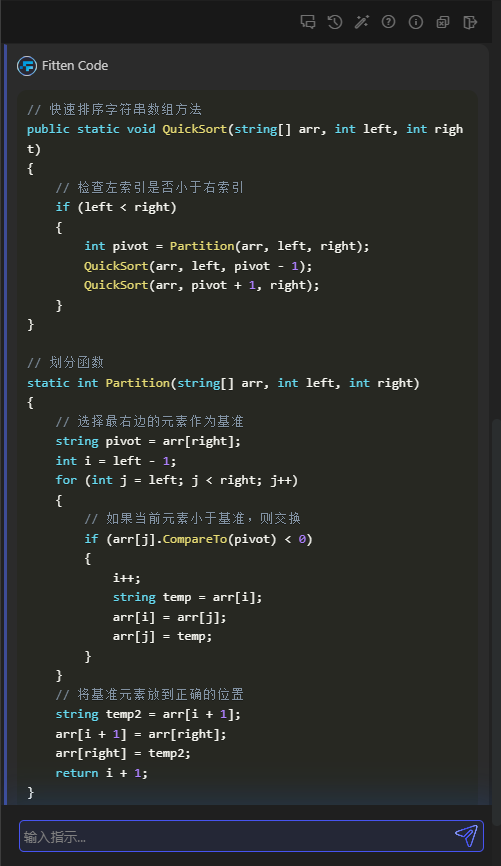 Fitten Code
// 快速排序字符串数组方法
public static void QuickSort(string[] arr, int left, int righ
t)
{
    // 检查左索引是否小于右索引
    if (left < right)
    {
        int pivot = Partition(arr, left, right);
        QuickSort(arr, left, pivot - 1);
        QuickSort(arr, pivot + 1, right);
    }
}

// 划分函数
static int Partition(string[] arr, int left, int right)
{
    // 选择最右边的元素作为基准
    string pivot = arr[right];
    int i = left - 1;
    for (int j = left; j < right; j++)
    {
        // 如果当前元素小于基准，则交换
        if (arr[j].CompareTo(pivot) < 0)
        {
            i++;
            string temp = arr[i];
            arr[i] = arr[j];
            arr[j] = temp;
        }
    }
    // 将基准元素放到正确的位置
    string temp2 = arr[i + 1];
    arr[i + 1] = arr[right];
    arr[right] = temp2;
    return i + 1;
}
输入指示...